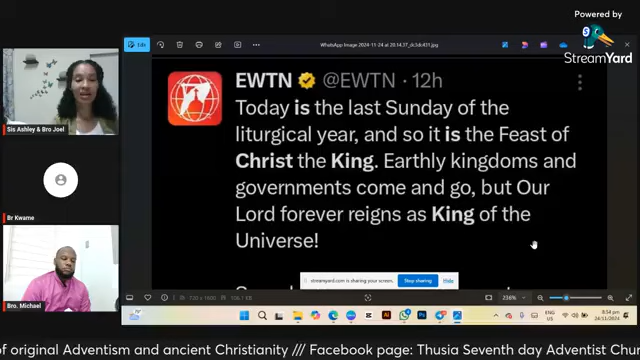 Powered by
StreamYard
Edit
WhatsApp Image 2024-11-24 at 20.14.37_dc3dc431.jpg
EWTN @EWTN · 12h
Today is the last Sunday of the
liturgical year, and so it is the Feast of
Christ the King. Earthly kingdoms and
governments come and go, but Our
Lord forever reigns as King of the
Universe!
streamyard.com is sharing your screen.
Stop sharing
Hide
Sis Ashley & Bro Joel
Br Kwame
Bro. Michael
236%
Search
ENG
8:54 pm
24/11/2024
of original Adventism and ancient Christianity /// Facebook page: Thusia Seventh day Adventist Chu